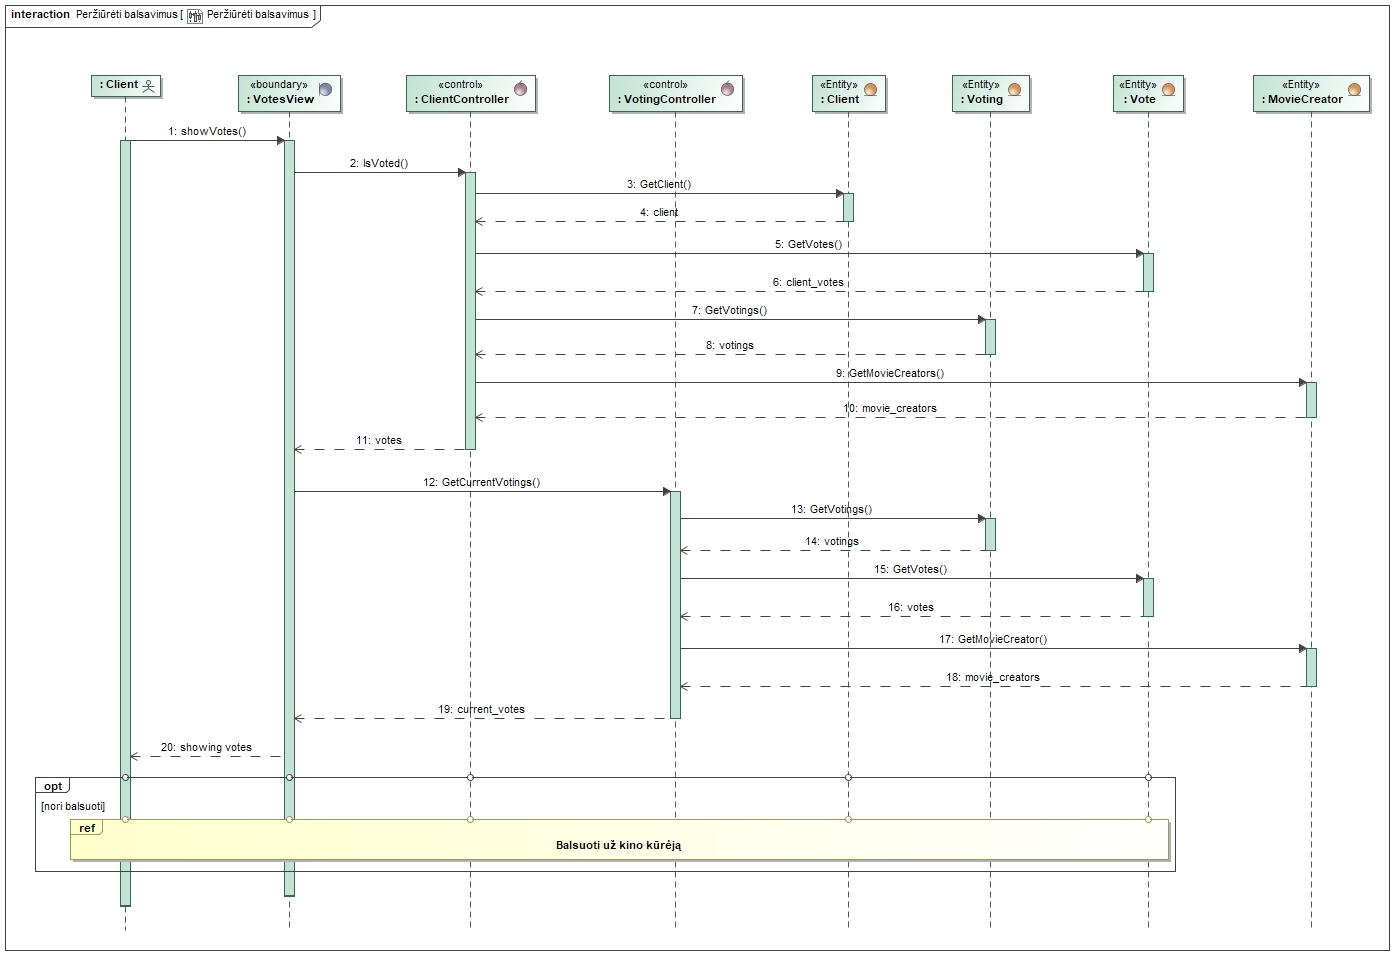 interaction Peržiūrėti balsavimus [ Peržiūrėti balsavimus ]
: Client
«boundary»
: VotesView
«control»
: ClientController
«control»
: VotingController
«Entity»
: Client
«Entity»
: Voting
«Entity»
: Vote
«Entity»
: MovieCreator
1: showVotes()
2: IsVoted()
3: GetClient()
4: client
5: GetVotes()
6: client_votes
7: GetVotings()
8: votings
9: GetMovieCreators()
10: movie_creators
11: votes
12: GetCurrentVotings()
13: GetVotings()
14: votings
15: GetVotes()
16: votes
17: GetMovieCreator()
18: movie_creators
19: current_votes
20: showing votes
opt
[nori balsuoti]
ref
Balsuoti už kino kūrėją